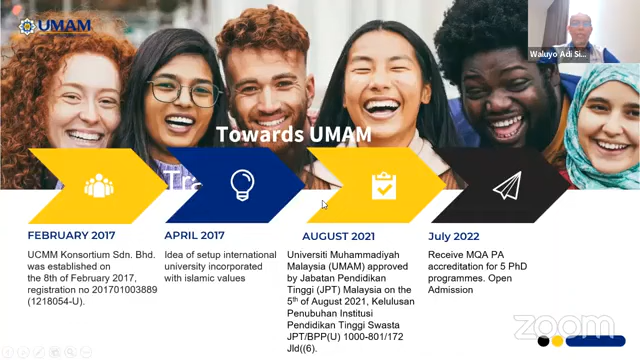 UMAM
Waluyo Adi Si...
Towards UMAM
Tra
FEBRUARY 2017
UCMM Konsortium Sdn. Bhd.
was established on
the 8th of February 2017,
registration no 201701003889
(1218054-U).
APRIL 2017
Idea of setup international
university incorporated
with islamic values
AUGUST 2021
Universiti Muhammadiyah
Malaysia (UMAM) approved
by Jabatan Pendidikan
Tinggi (JPT) Malaysia on the
5th of August 2021, Kelulusan
Penubuhan Institusi
Pendidikan Tinggi Swasta
JPT/BPP(U) 1000-801/172
Jld((6).
July 2022
Receive MQA PA
accreditation for 5 PhD
programmes. Open
Admission
zoom